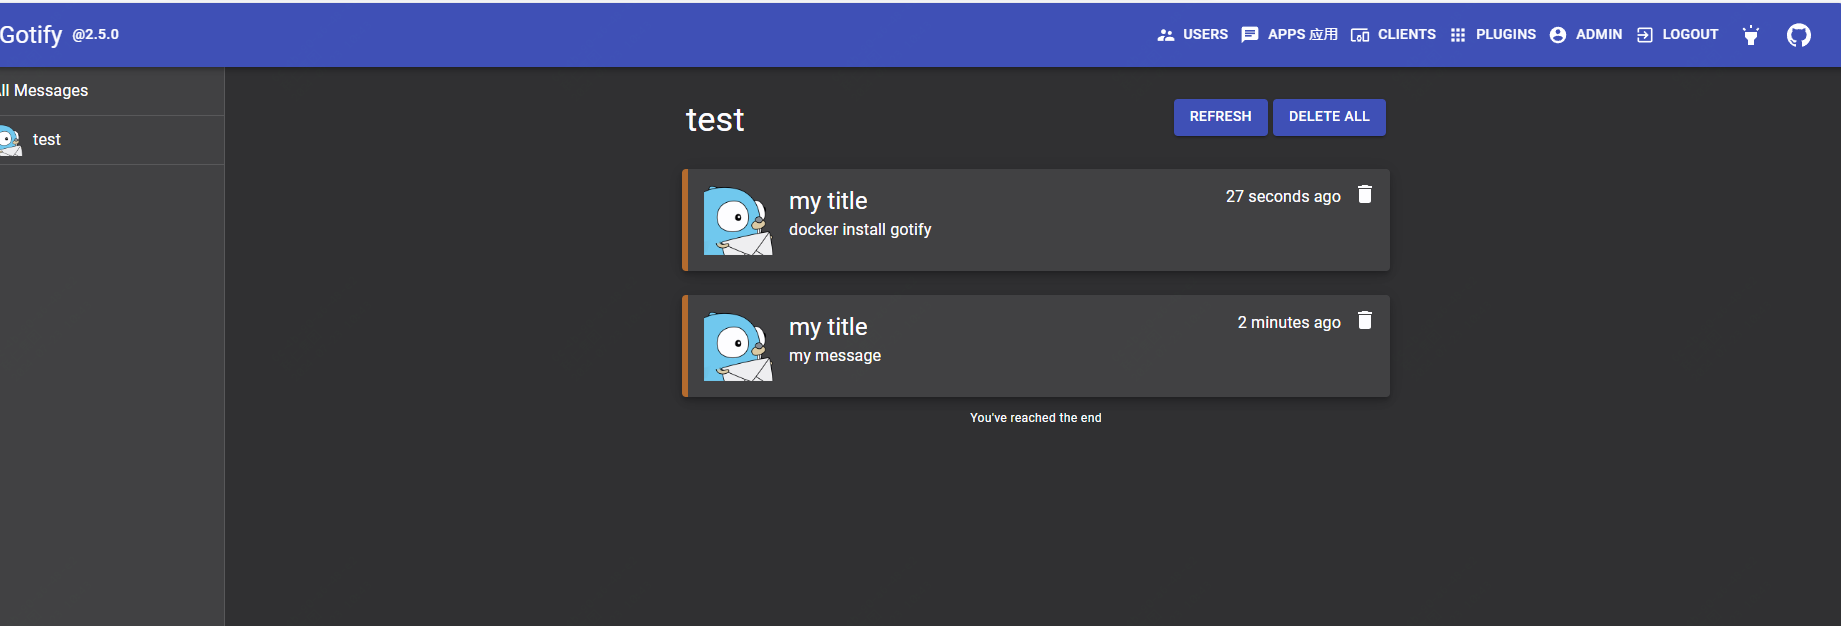 Gotify @2.5.0
USERS APPS 应用 CLIENTS PLUGINS ADMIN LOGOUT
ll Messages
test
test
REFRESH DELETE ALL
my title
27 seconds ago
docker install gotify
my title
2 minutes ago
my message
You've reached the end